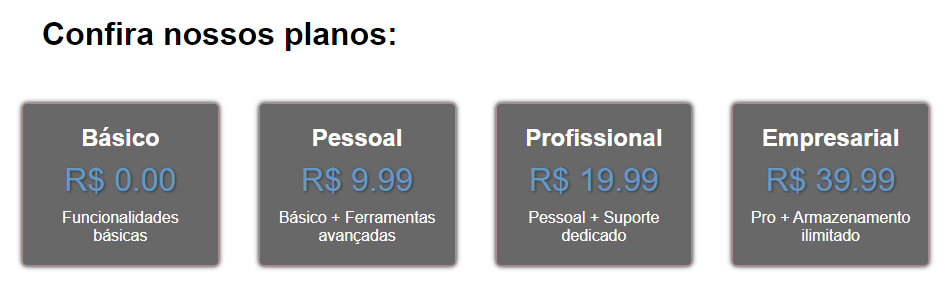 Confira nossos planos:
Básico
R$ 0.00
Funcionalidades
básicas
Pessoal
R$ 9.99
Básico + Ferramentas
avançadas
Profissional
R$ 19.99
Pessoal + Suporte
dedicado
Empresarial
R$ 39.99
Pro + Armazenamento
ilimitado